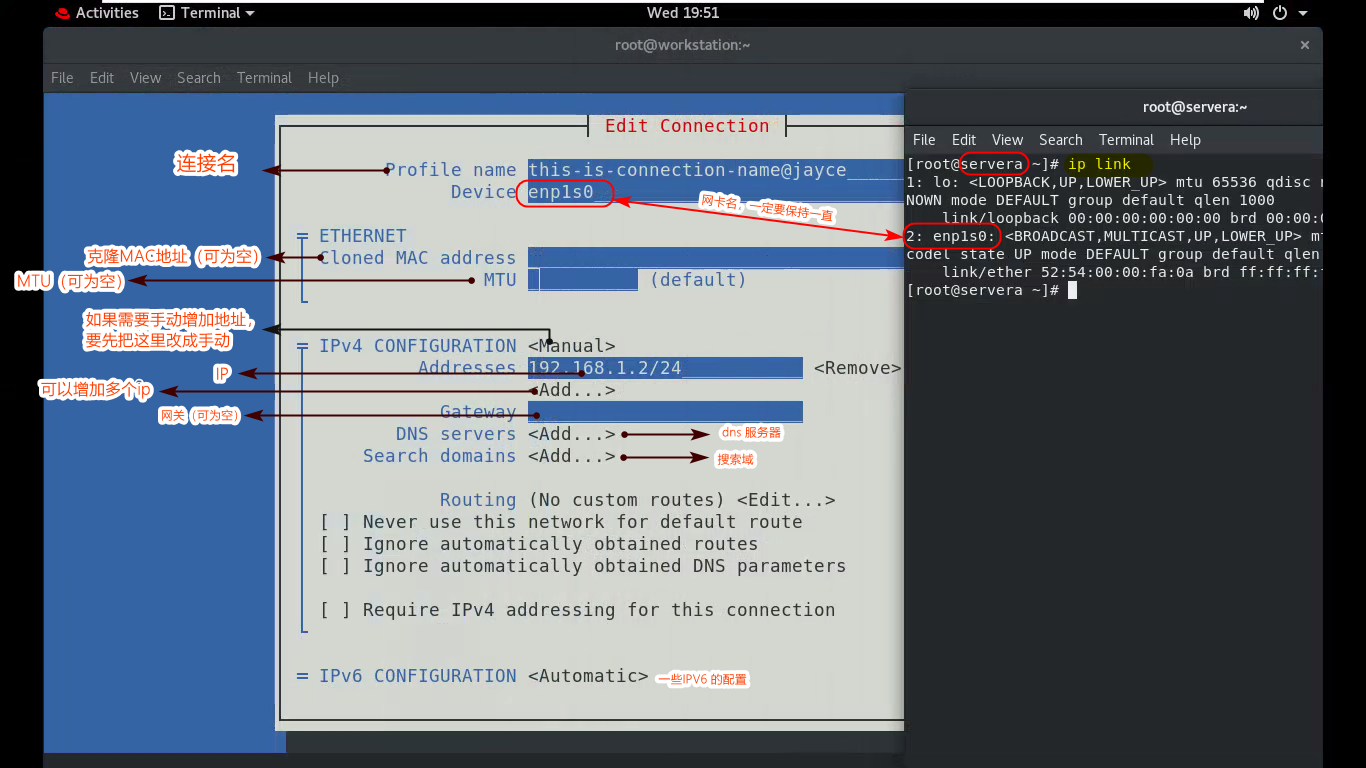 Activities
Terminal
Wed 19:51
root@workstation:~
File Edit View Search Terminal Help
Edit Connection
连接名
Profile name this-is-connection-name@jayce______
Device enp1s0
网卡名，一定要保持一直
ETHERNET
克隆MAC地址（可为空）
Cloned MAC address
MTU（可为空）
MTU (default)
如果需要手动增加地址，
要先把这里改成手动
IPv4 CONFIGURATION <Manual>
IP
Addresses 192.168.1.2/24 <Remove>
可以增加多个ip
<Add...>
网关（可为空）
Gateway
DNS servers <Add...> dns 服务器
Search domains <Add...> 搜索域
Routing (No custom routes) <Edit...>
[ ] Never use this network for default route
[ ] Ignore automatically obtained routes
[ ] Ignore automatically obtained DNS parameters
[ ] Require IPv4 addressing for this connection
= IPv6 CONFIGURATION <Automatic> 一些IPV6 的配置
root@servera:~
File Edit View Search Terminal Help
[root@servera ~]# ip link
1: lo: <LOOPBACK,UP,LOWER_UP> mtu 65536 qdisc
NOWN mode DEFAULT group default qlen 1000
link/loopback 00:00:00:00:00:00 brd 00:00:
2: enp1s0: <BROADCAST,MULTICAST,UP,LOWER_UP>
codel state UP mode DEFAULT group default qlen
link/ether 52:54:00:00:fa:0a brd ff:ff:ff:
[root@servera ~]#